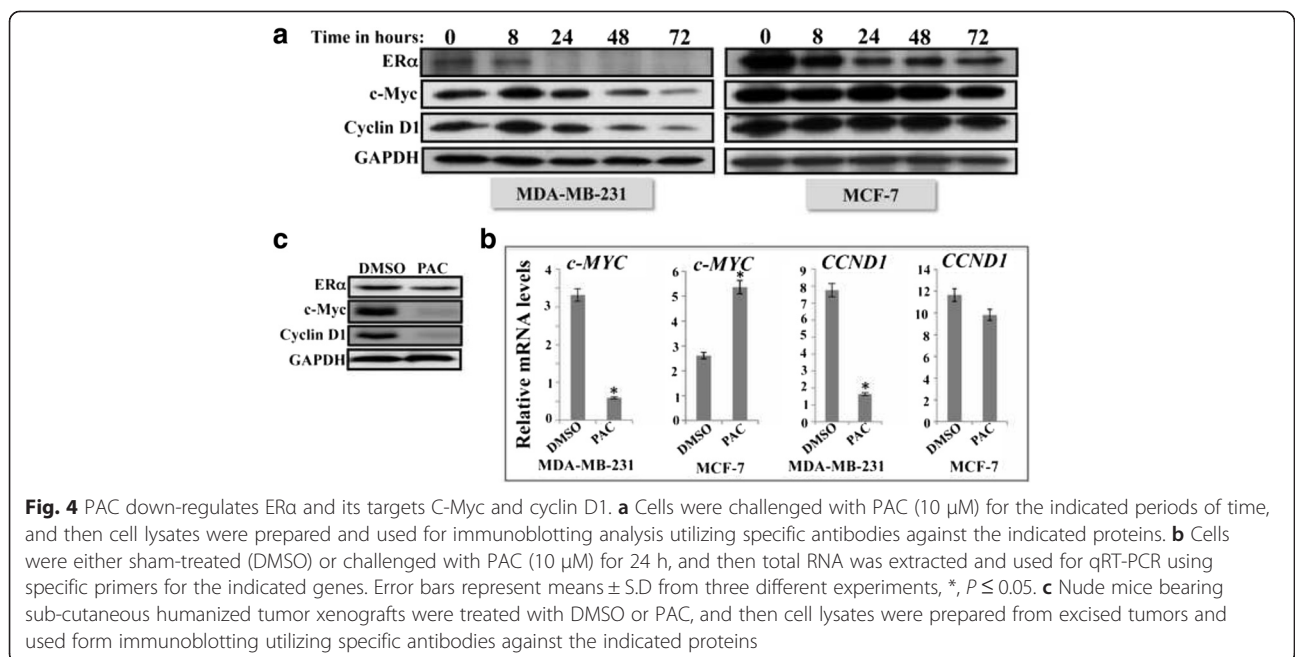 a
Time in hours: 0 8 24 48 72 0 8 24 48 72
ERα
c-Myc
Cyclin D1
GAPDH
MDA-MB-231 MCF-7
c
DMSO PAC
ERα
c-Myc
Cyclin D1
GAPDH
b
Relative mRNA levels
c-MYC
4
3
2
1
0
DMSO PAC
*
MDA-MB-231
c-MYC
6
5
4
3
2
1
0
DMSO PAC
*
MCF-7
CCND1
9
8
7
6
5
4
3
2
1
0
DMSO PAC
*
MDA-MB-231
CCND1
14
12
10
8
6
4
2
0
DMSO PAC
MCF-7
Fig. 4 PAC down-regulates ERα and its targets C-Myc and cyclin D1. a Cells were challenged with PAC (10 μM) for the indicated periods of time,
and then cell lysates were prepared and used for immunoblotting analysis utilizing specific antibodies against the indicated proteins. b Cells
were either sham-treated (DMSO) or challenged with PAC (10 μM) for 24 h, and then total RNA was extracted and used for qRT-PCR using
specific primers for the indicated genes. Error bars represent means ± S.D from three different experiments, *, P ≤ 0.05. c Nude mice bearing
sub-cutaneous humanized tumor xenografts were treated with DMSO or PAC, and then cell lysates were prepared from excised tumors and
used form immunoblotting utilizing specific antibodies against the indicated proteins